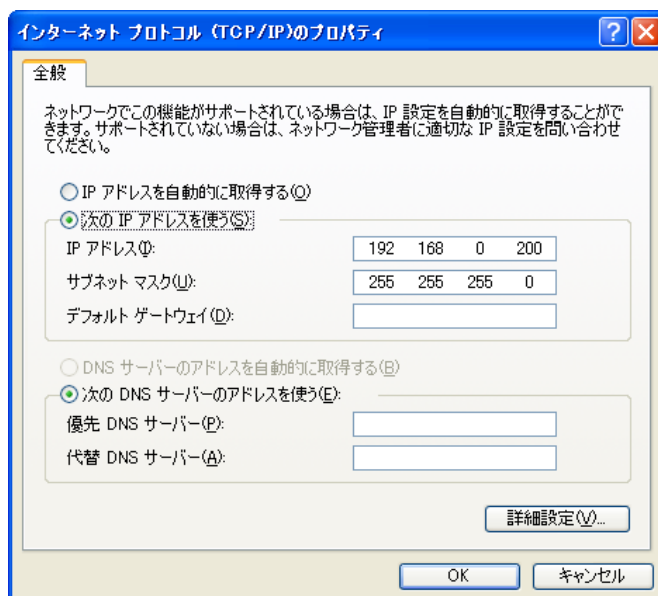 インターネット プロトコル (TCP/IP)のプロパティ
全般
ネットワークでこの機能がサポートされている場合は、IP 設定を自動的に取得することがで
きます。サポートされていない場合は、ネットワーク管理者に適切な IP 設定を問い合わせ
てください。
IP アドレスを自動的に取得する(O)
次の IP アドレスを使う(S):
IP アドレス(I): 192 168 0 200
サブネット マスク(U): 255 255 255 0
デフォルト ゲートウェイ(D):
DNS サーバーのアドレスを自動的に取得する(B)
次の DNS サーバーのアドレスを使う(E):
優先 DNS サーバー(P):
代替 DNS サーバー(A):
詳細設定(V)...
OK キャンセル